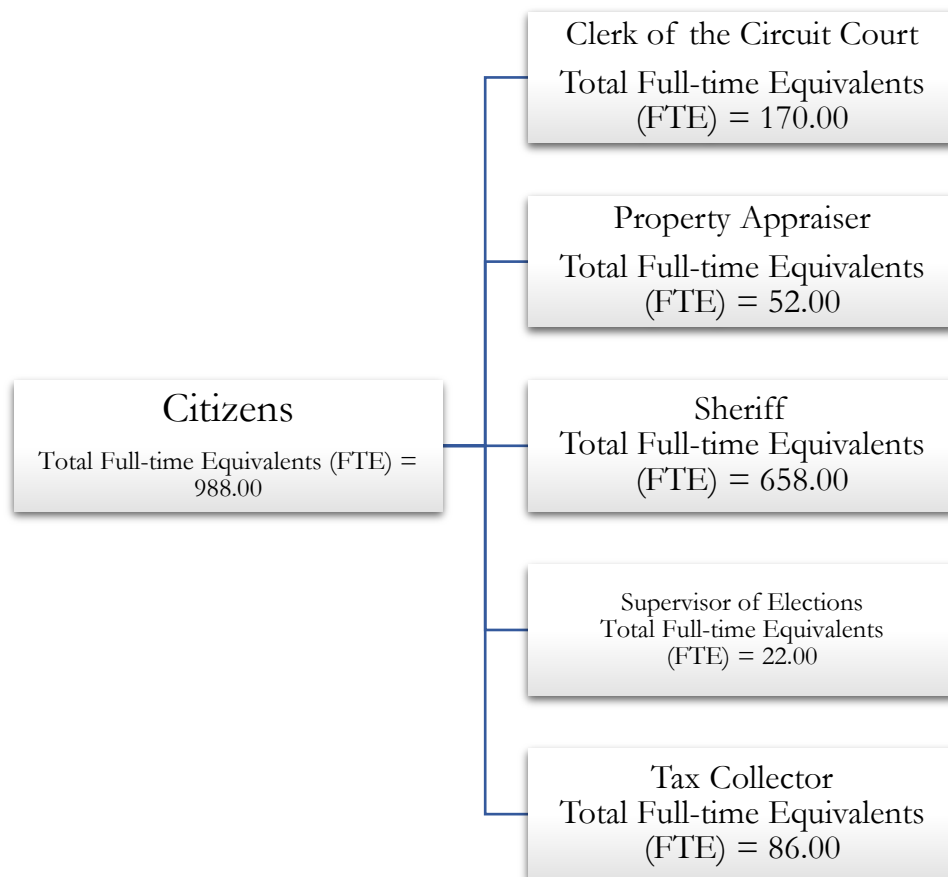 Clerk of the Circuit Court
Total Full-time Equivalents
(FTE) = 170.00
Property Appraiser
Total Full-time Equivalents
(FTE) = 52.00
Citizens
Total Full-time Equivalents (FTE) =
988.00
Sheriff
Total Full-time Equivalents
(FTE) = 658.00
Supervisor of Elections
Total Full-time Equivalents
(FTE) = 22.00
Tax Collector
Total Full-time Equivalents
(FTE) = 86.00